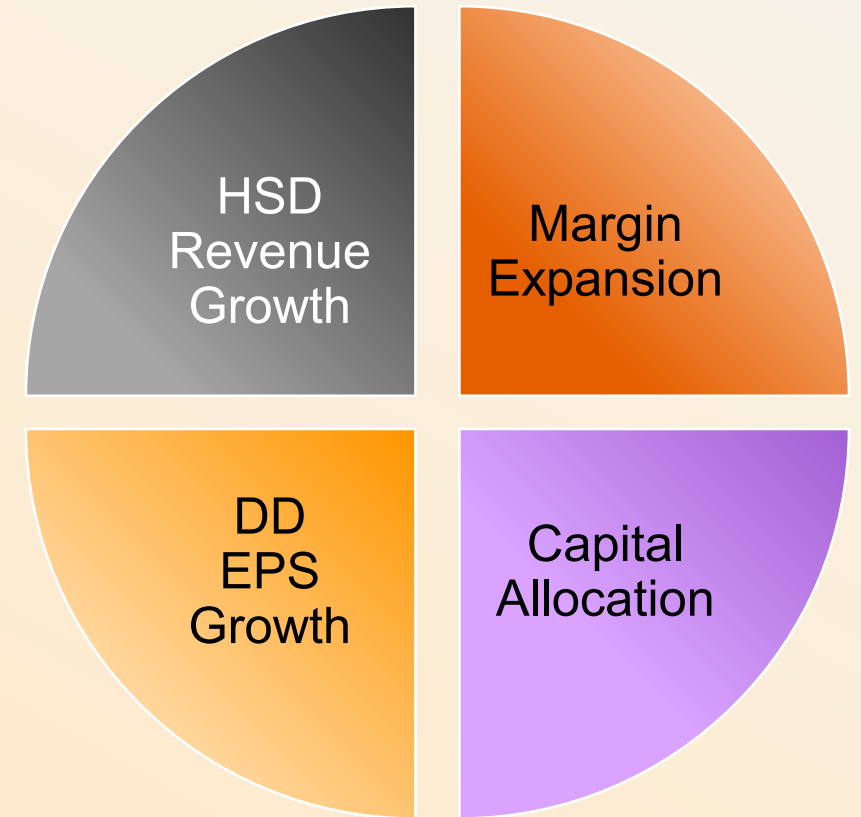 HSD
Revenue
Growth
Margin
Expansion
DD
EPS
Growth
Capital
Allocation